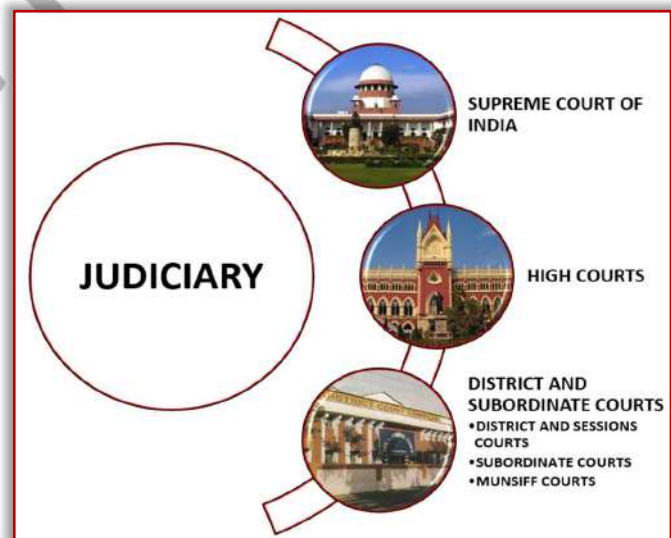 JUDICIARY
SUPREME COURT OF
INDIA
HIGH COURTS
DISTRICT AND
SUBORDINATE COURTS
•DISTRICT AND SESSIONS
COURTS
•SUBORDINATE COURTS
•MUNSIFF COURTS